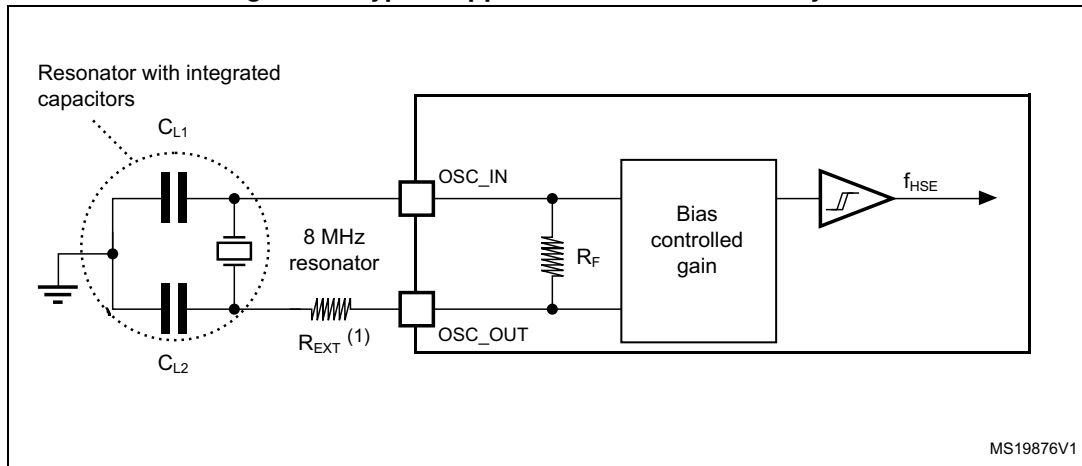 Resonator with integrated
capacitors
CL1
OSC_IN
fHSE
8 MHz
resonator
RF
Bias
controlled
gain
REXT (1)
OSC_OUT
CL2
MS19876V1